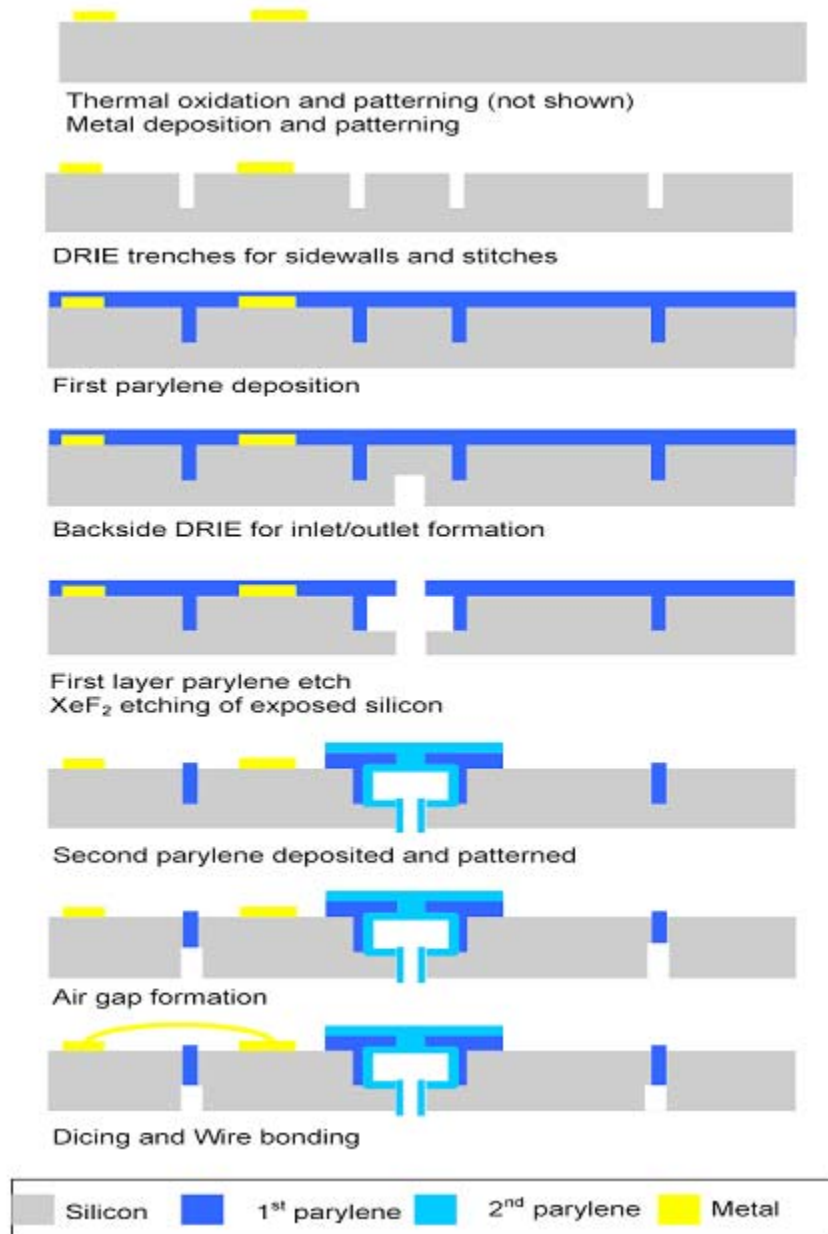 Thermal oxidation and patterning (not shown)
Metal deposition and patterning
DRIE trenches for sidewalls and stitches
First parylene deposition
Backside DRIE for inlet/outlet formation
First layer parylene etch
XeF₂ etching of exposed silicon
Second parylene deposited and patterned
Air gap formation
Dicing and Wire bonding
Silicon 1st parylene 2nd parylene Metal